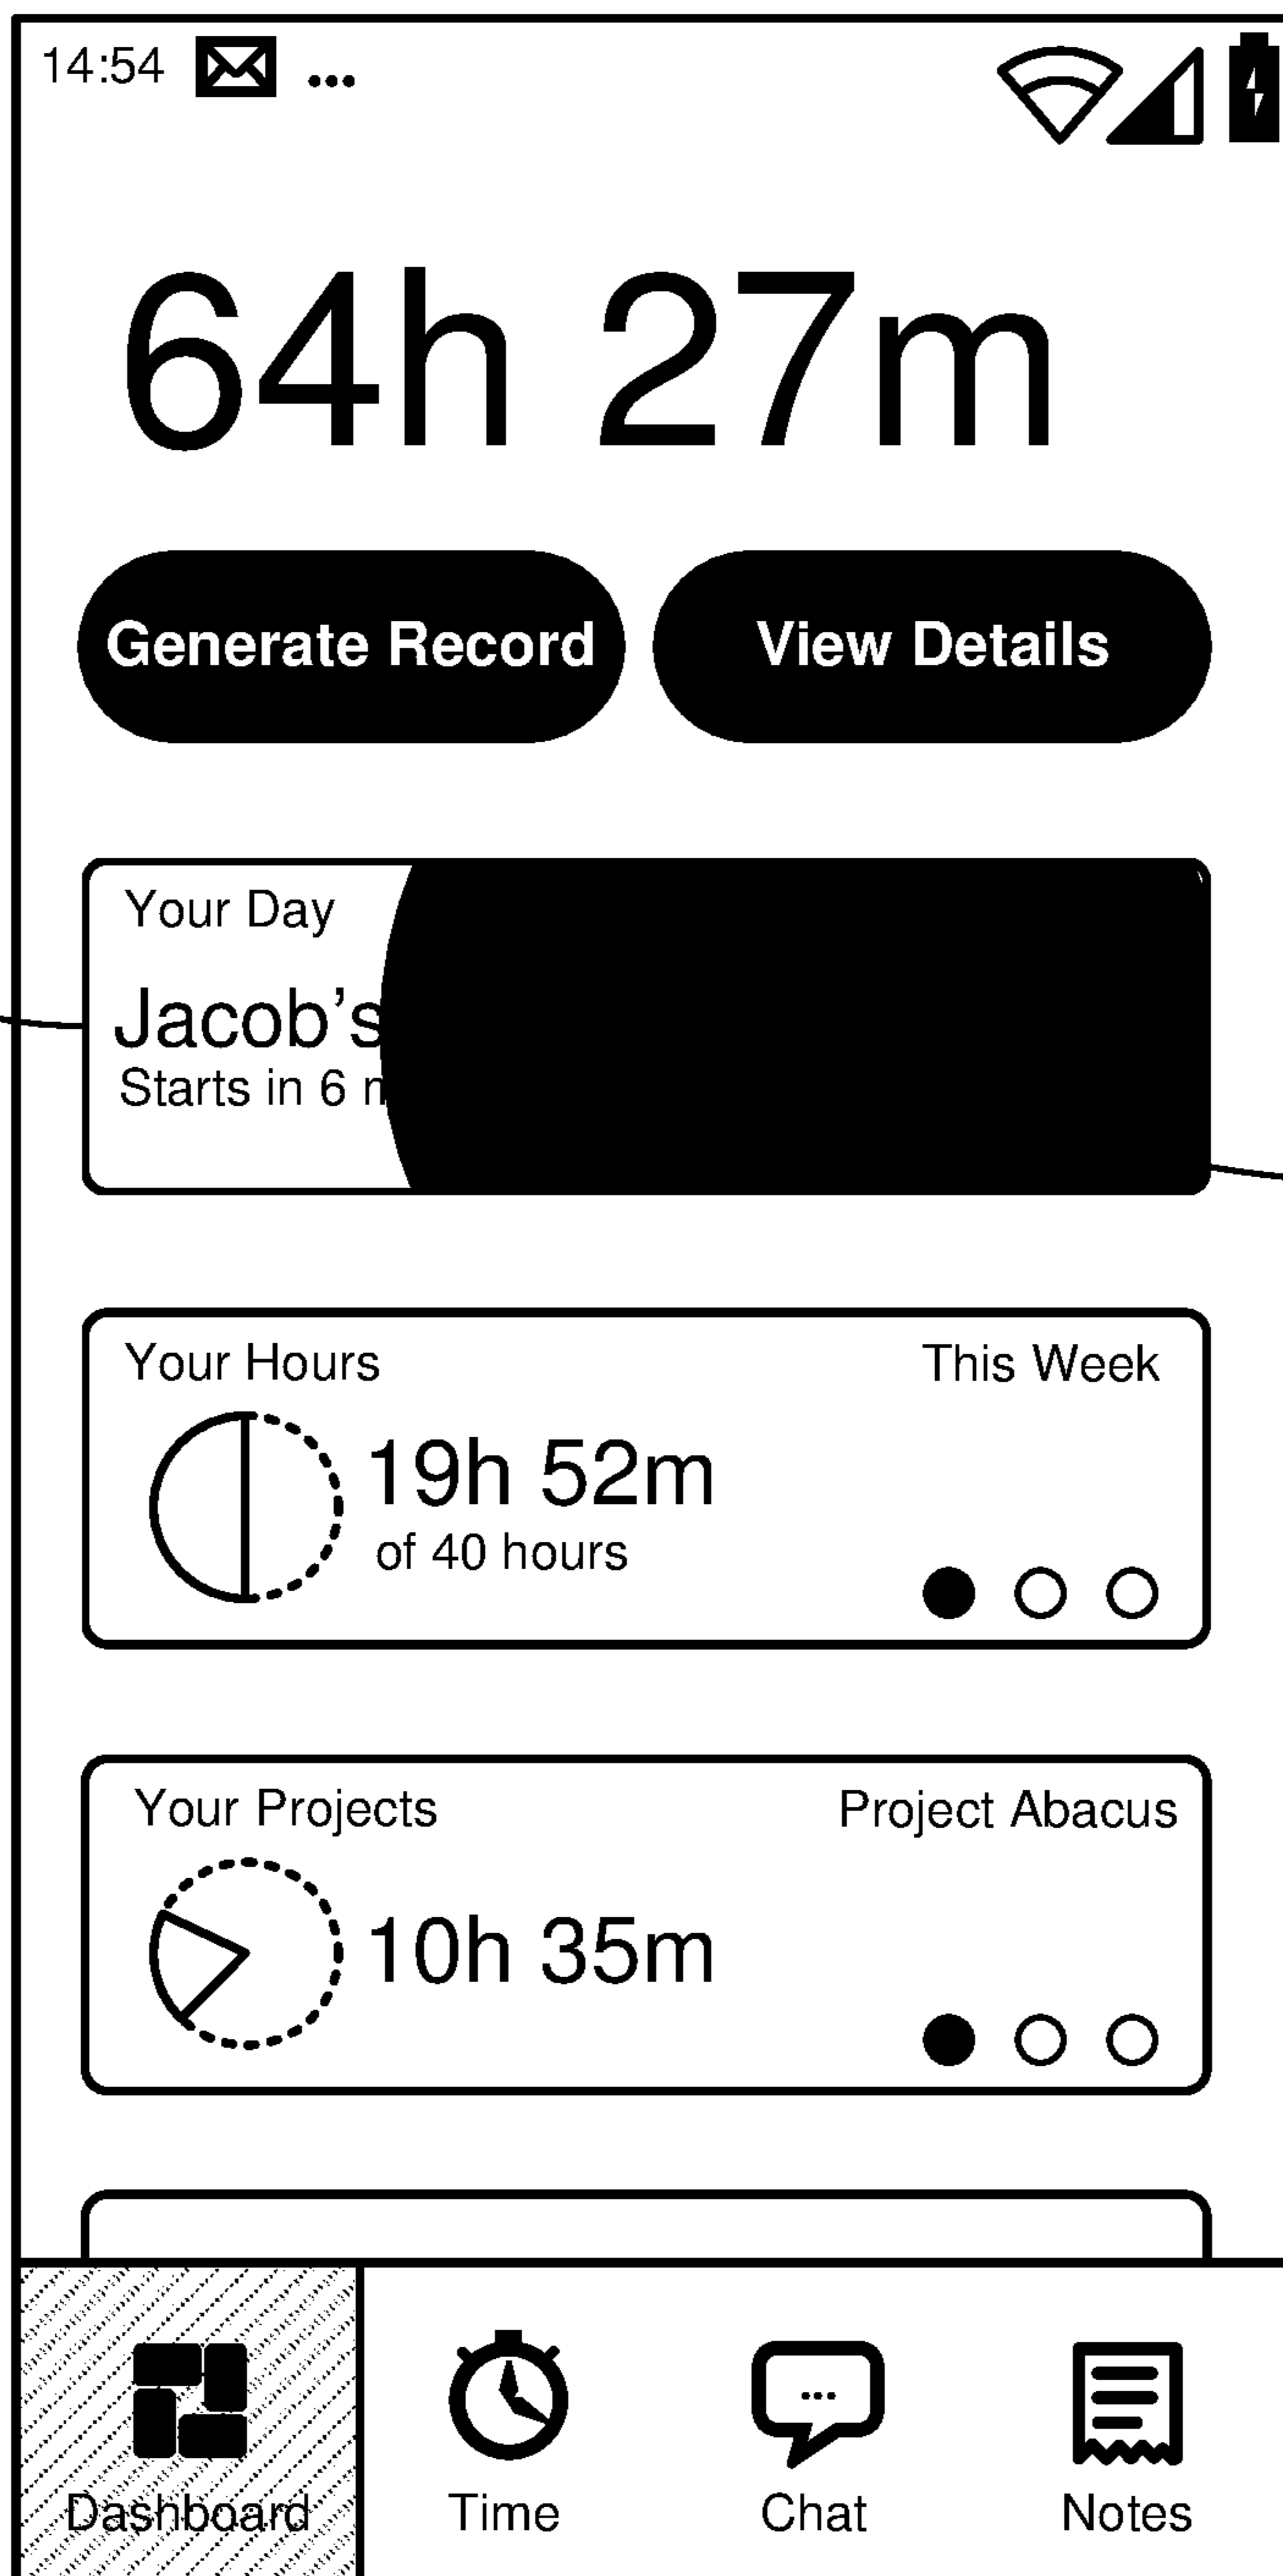 14:54
64h 27m
Generate Record View Details
Your Day
Jacob's
Starts in 6
Your Hours This Week
19h 52m
of 40 hours
Your Projects Project Abacus
10h 35m
Dashboard Time Chat Notes